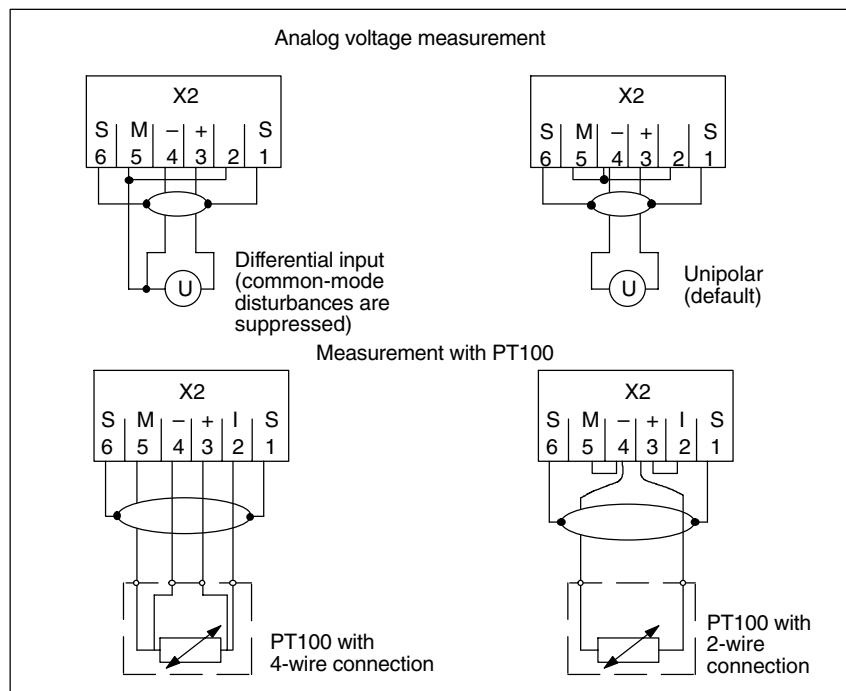 Analog voltage measurement
X2
S M – + S
6 5 4 3 2 1
U
Differential input
(common-mode
disturbances are
suppressed)
X2
S M – + S
6 5 4 3 2 1
U
Unipolar
(default)
Measurement with PT100
X2
S M – + I S
6 5 4 3 2 1
PT100 with
4-wire connection
X2
S M – + I S
6 5 4 3 2 1
PT100 with
2-wire
connection